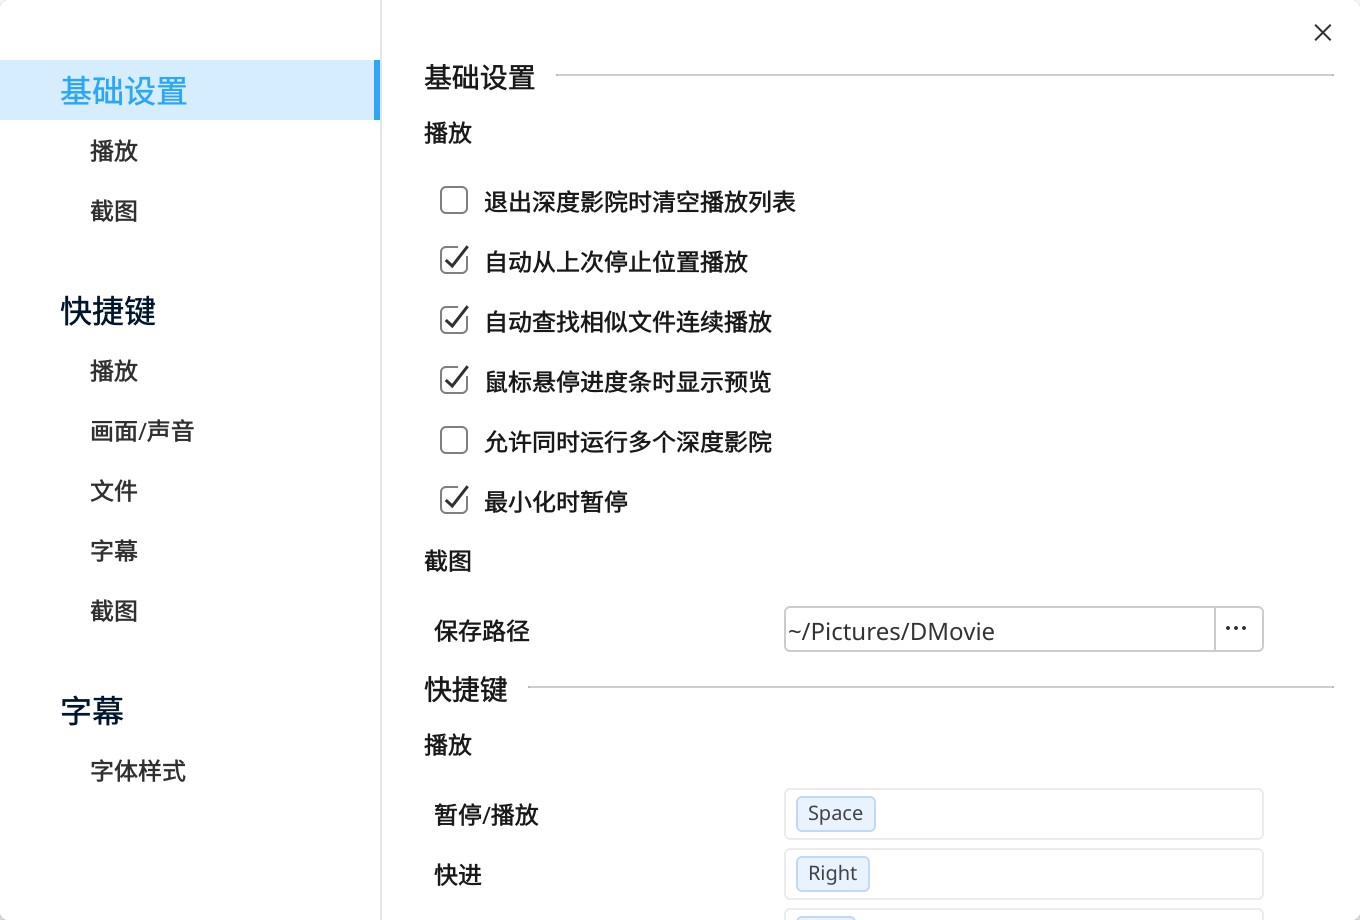 基础设置
播放
截图
快捷键
播放
画面/声音
文件
字幕
截图
字幕
字体样式
基础设置
播放
退出深度影院时清空播放列表
自动从上次停止位置播放
自动查找相似文件连续播放
鼠标悬停进度条时显示预览
允许同时运行多个深度影院
最小化时暂停
截图
保存路径
~/Pictures/DMovie
...
快捷键
播放
暂停/播放
Space
快进
Right